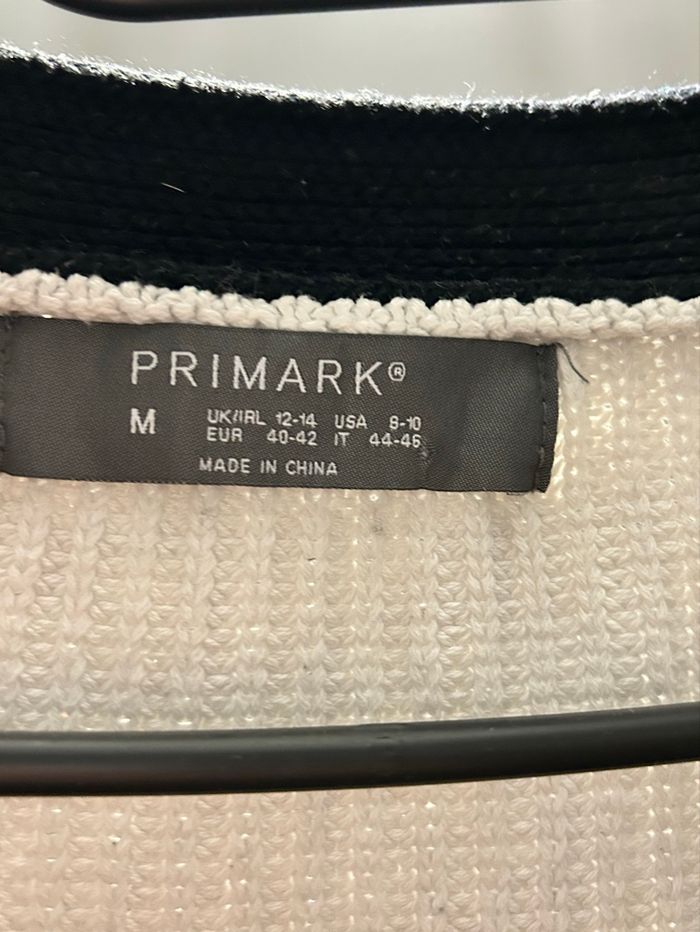 PRIMARK®
M
UK/IRL 12-14 USA 8-10
EUR 40-42 IT 44-46
MADE IN CHINA